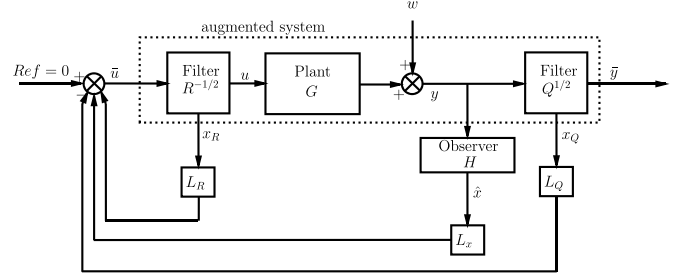 w
augmented system
Ref = 0
+
−
ū
Filter
R^{-1/2}
u
Plant
G
+
+
y
Filter
Q^{1/2}
ȳ
x_R
Observer
H
x_Q
L_R
x̂
L_Q
L_x